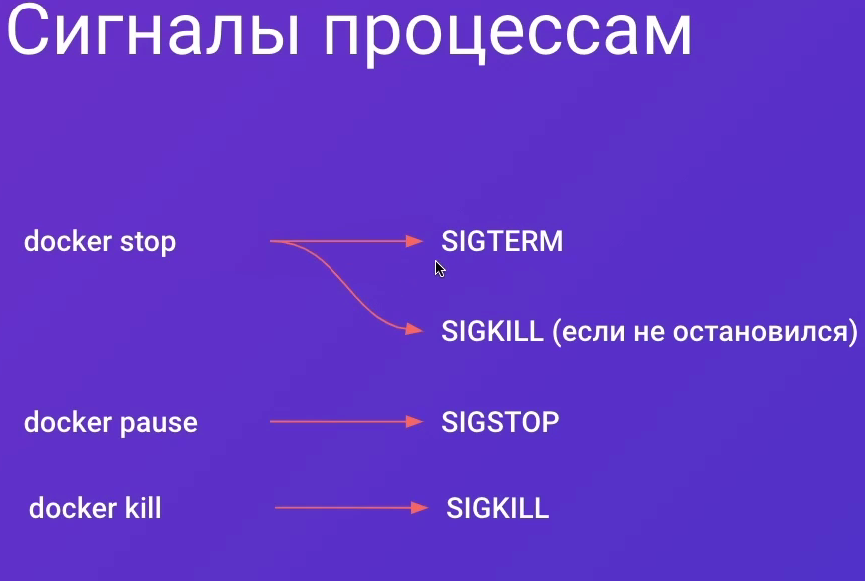 Сигналы процессам
docker stop
SIGTERM
SIGKILL (если не остановился)
docker pause
SIGSTOP
docker kill
SIGKILL